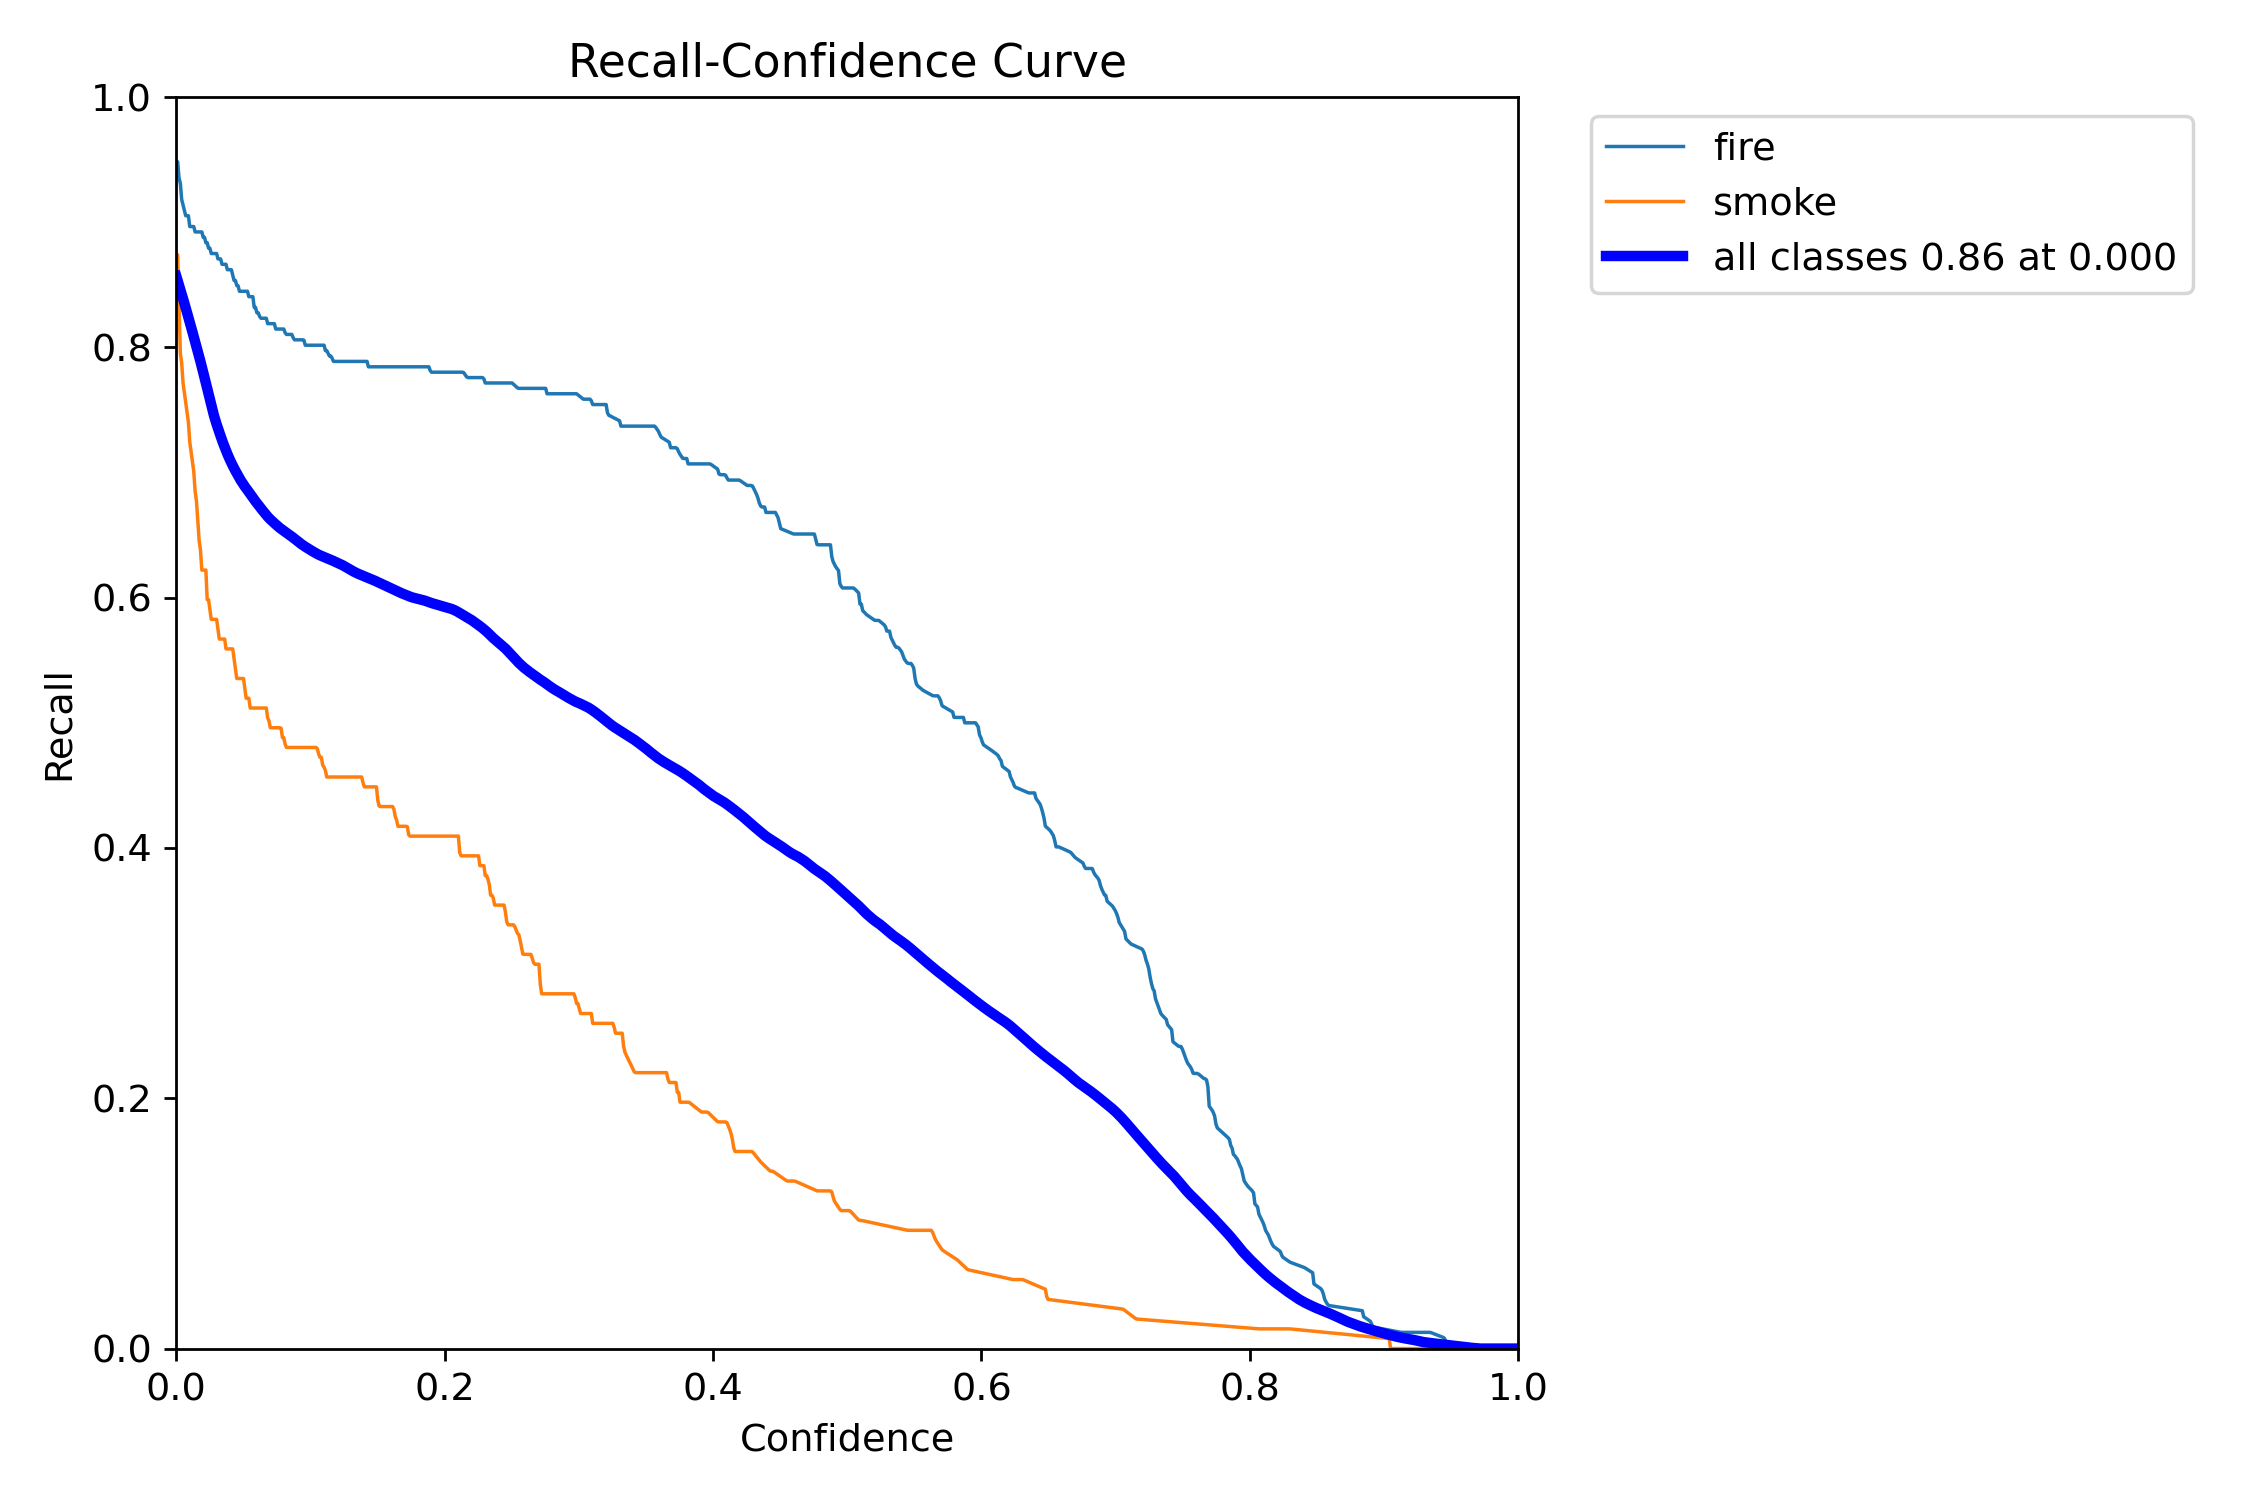 Recall-Confidence Curve
1.0
0.8
0.6
0.4
0.2
0.0
Recall
0.0 0.2 0.4 0.6 0.8 1.0
Confidence
fire
smoke
all classes 0.86 at 0.000